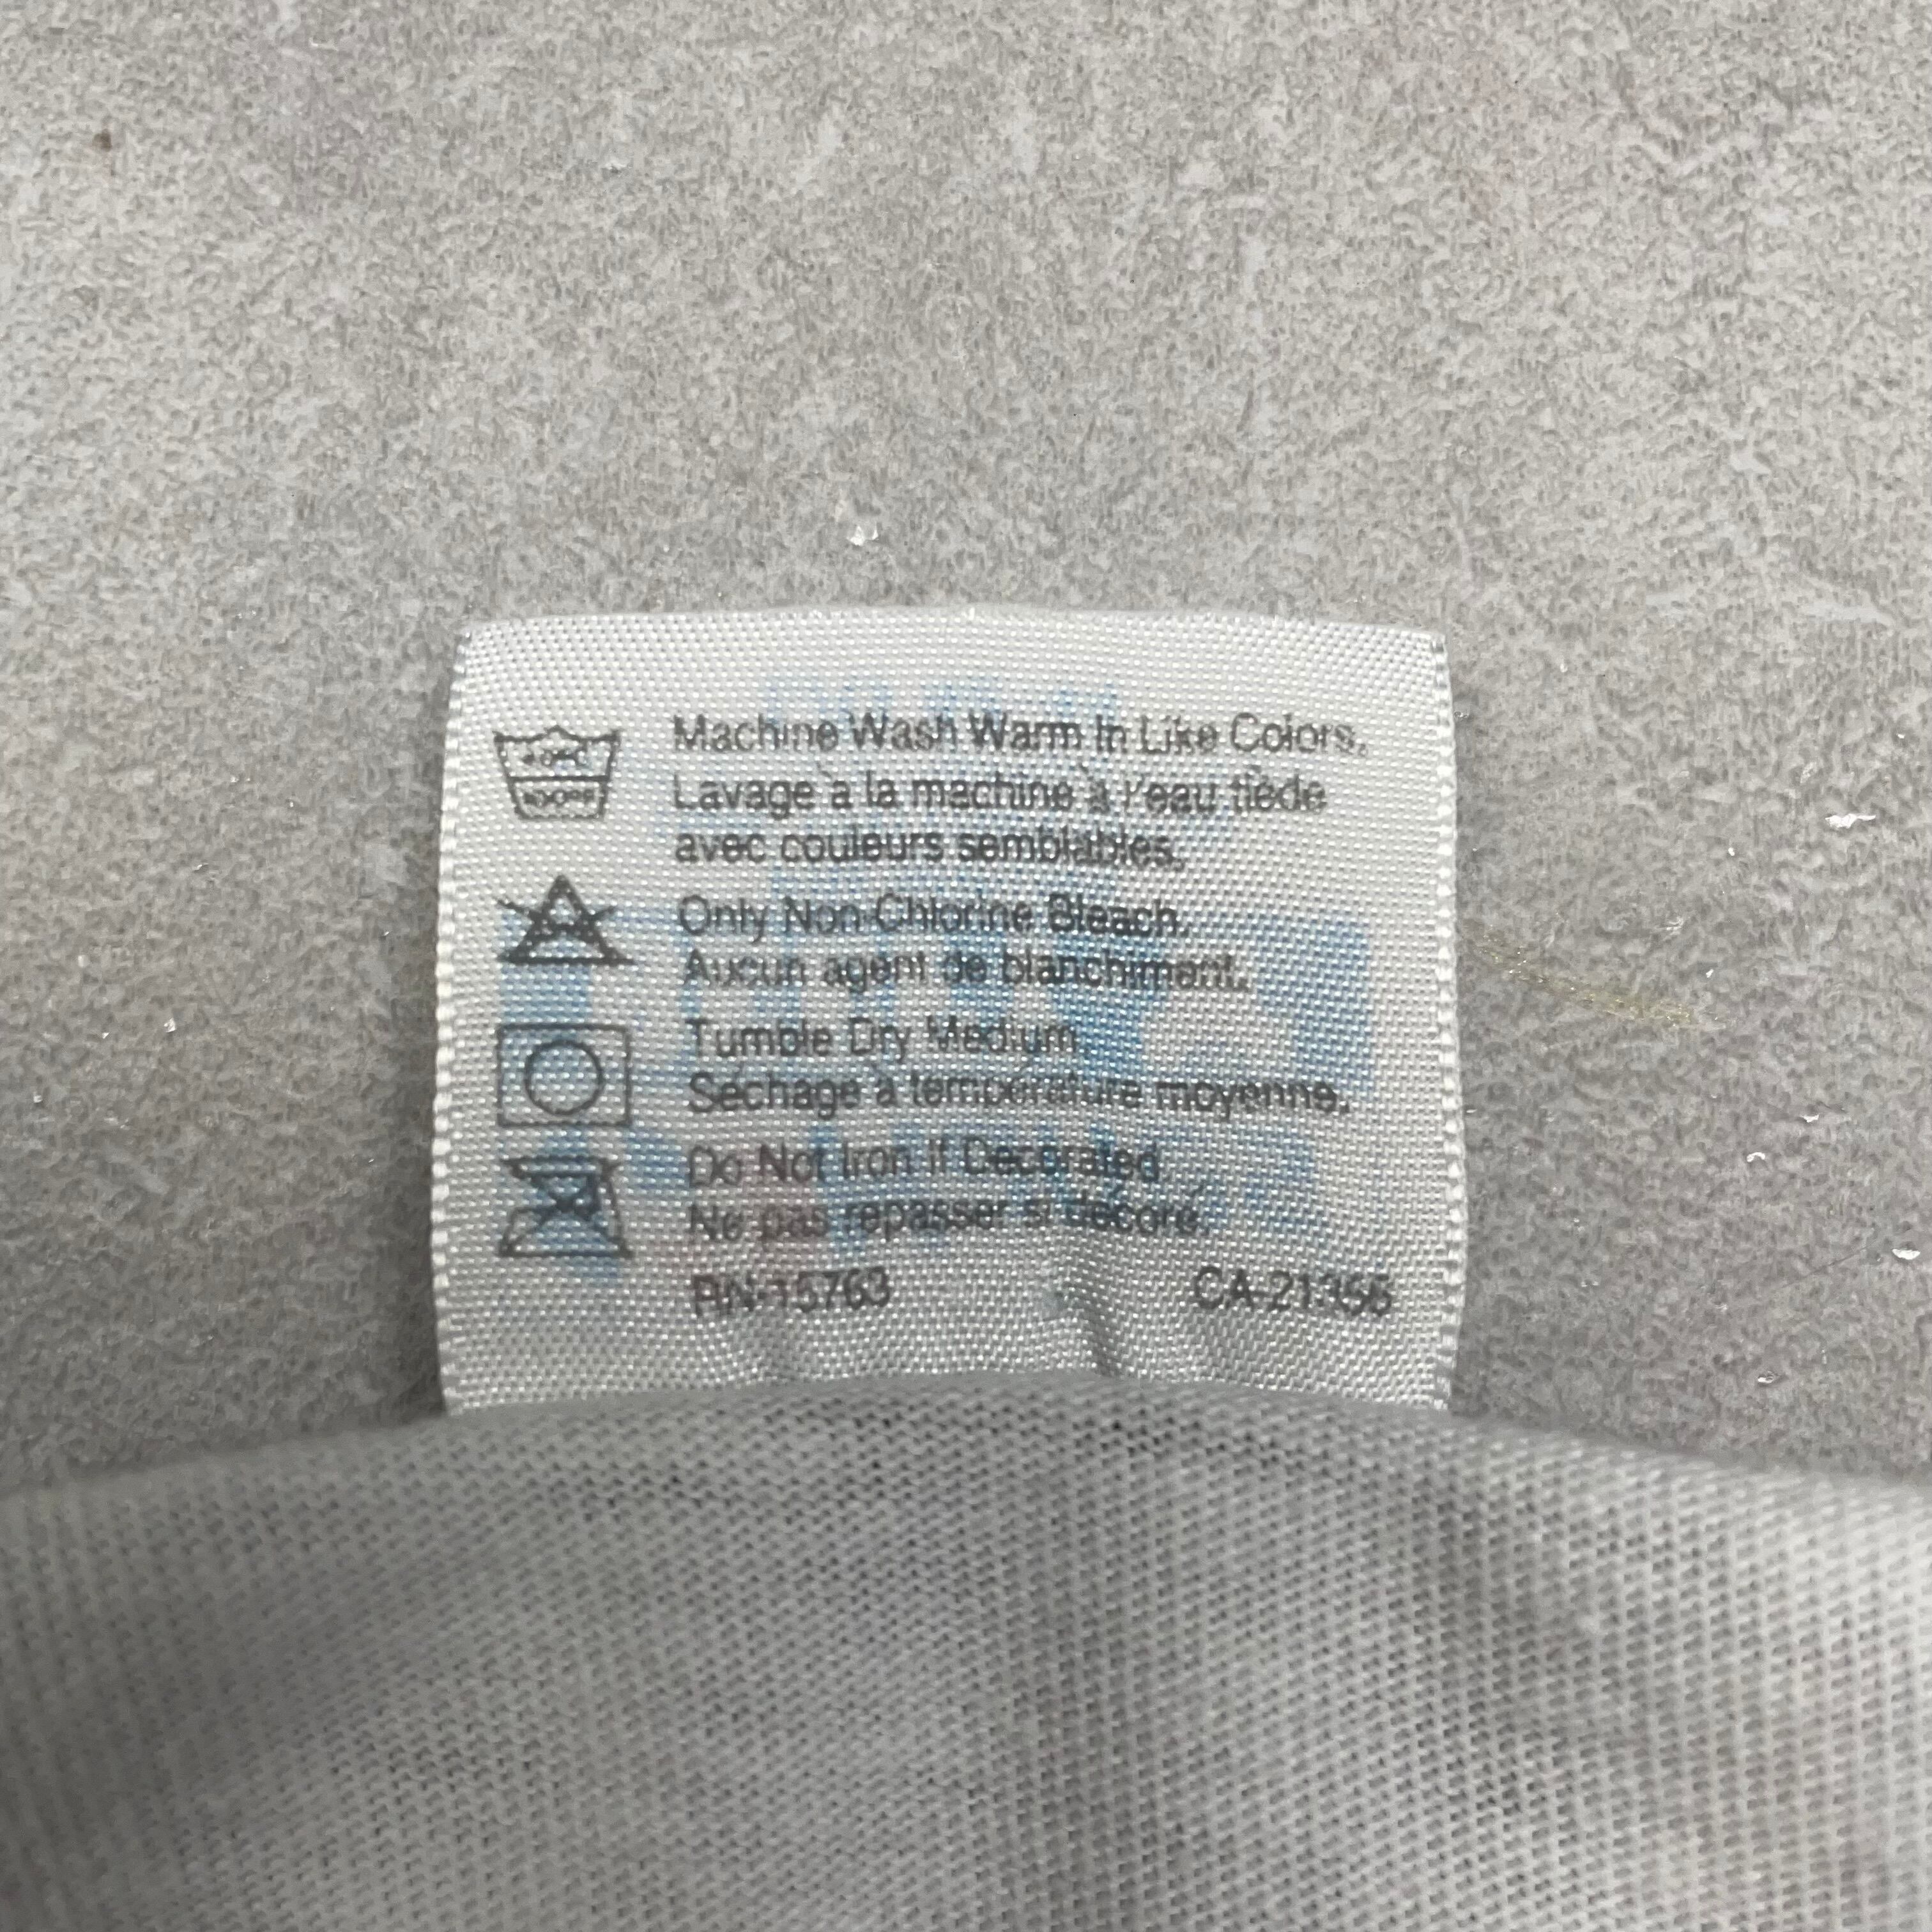 Machine Wash Warm In Like Colors.
Lavage à la machine à l'eau tiède
avec couleurs semblables.
Only Non-Chlorine Bleach.
Aucun agent de blanchiment.
Tumble Dry Medium
Séchage à température moyenne.
Do Not Iron if Decorated
Ne pas repasser si décoré.
RN-15763 CA-21355